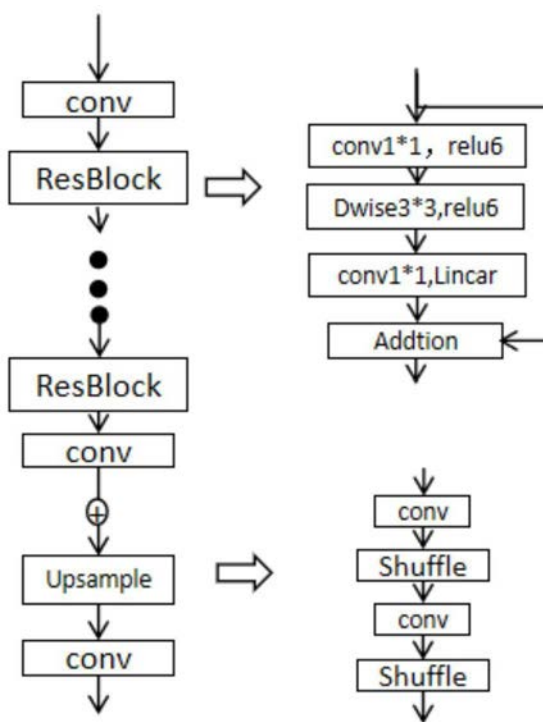 conv
ResBlock
ResBlock
conv
Upsample
conv
conv1*1，relu6
Dwise3*3,relu6
conv1*1,Lincar
Addtion
conv
Shuffle
conv
Shuffle